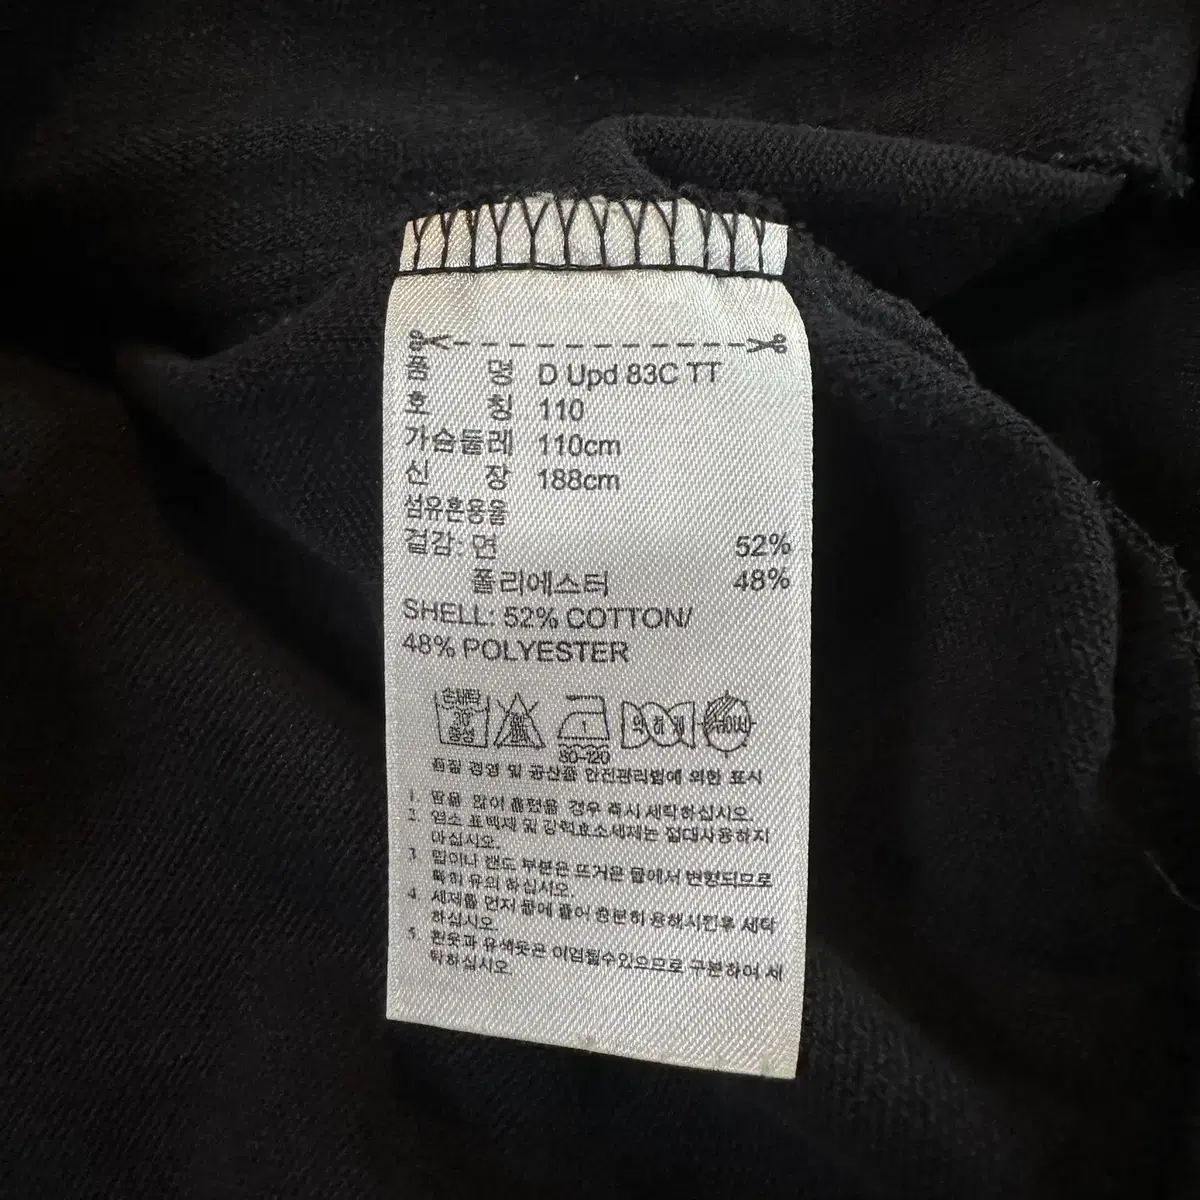 품 명 D Upd 83C TT
호 칭 110
가슴둘레 110cm
신 장 188cm
섬유혼용율
겉감: 면 52%
폴리에스터 48%
SHELL: 52% COTTON/
48% POLYESTER
손세탁
30°
중성
80-120
품질 경영 및 공산품 안전관리법에 의한 표시
1. 땀을 많이 흘렸을 경우 즉시 세탁하십시오.
2. 염소 표백제 및 강력효소세제는 절대사용하지
마십시오.
3. 밑이나 밴드 부분은 뜨거운 물에서 변형되므로
특히 유의 하십시오.
4. 세제를 먼저 물에 풀어 충분히 용해시킨후 세탁
하십시오.
5. 흰옷과 유색옷은 이염될수있으므로 구분하여 세
탁하십시오.